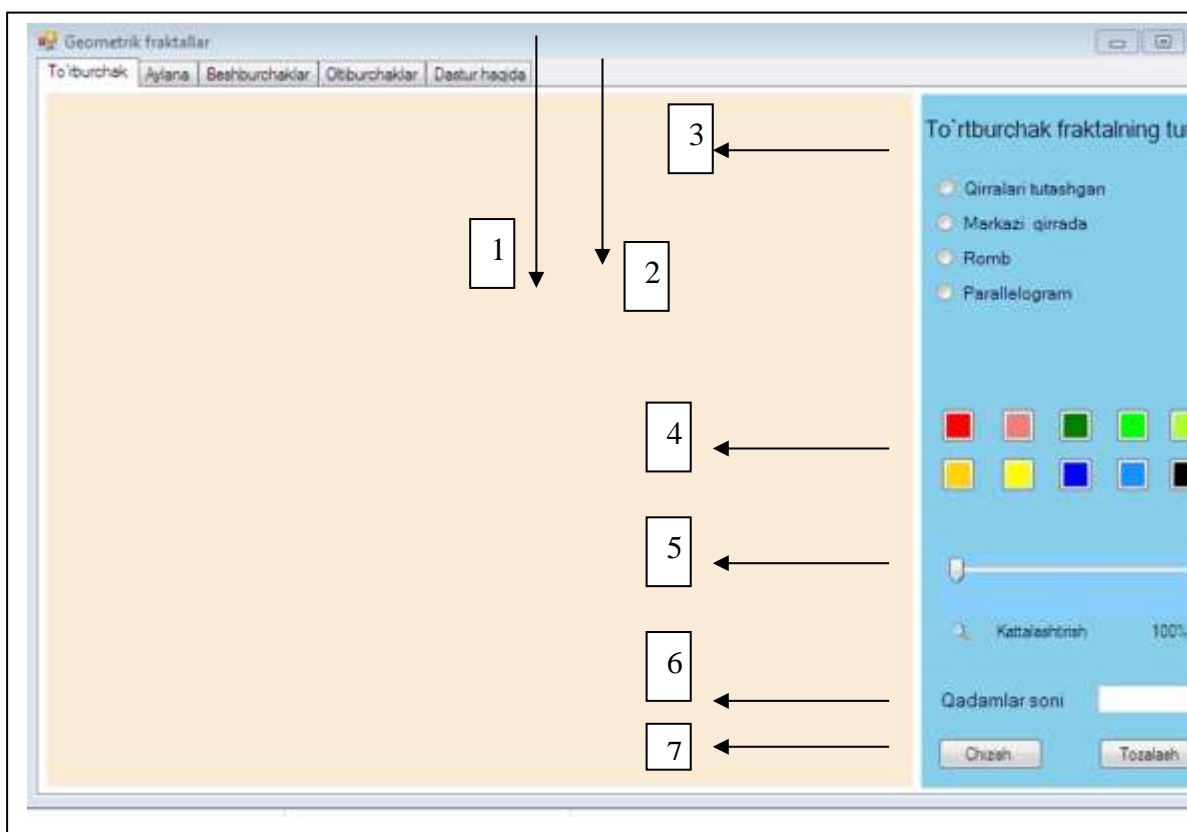 Geometrik fraktallar
To`rtburchak Aylana Beshburchaklar Oltiburchaklar Dastur haqida
To`rtburchak fraktalning tur
3
Qirralari tutashgan
Markazi qirrada
1
2
Romb
Parallelogram
4
5
Kattalashtirish 100%
6
Qadamlar soni
7
Chizish Tozalash